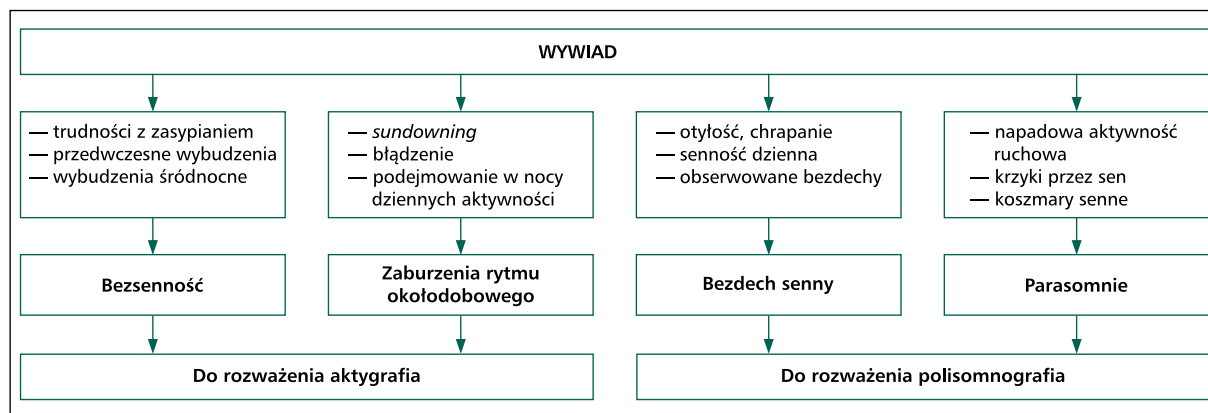 WYWIAD
— trudności z zasypianiem
— przedwczesne wybudzenia
— wybudzenia śródnocne
— sundowning
— błądzenie
— podejmowanie w nocy
dziennych aktywności
— otyłość, chrapanie
— senność dzienna
— obserwowane bezdechy
— napadowa aktywność
ruchowa
— krzyki przez sen
— koszmary senne
Bezsenność
Zaburzenia rytmu
okołodobowego
Bezdech senny
Parasomnie
Do rozważenia aktygrafia
Do rozważenia polisomnografia